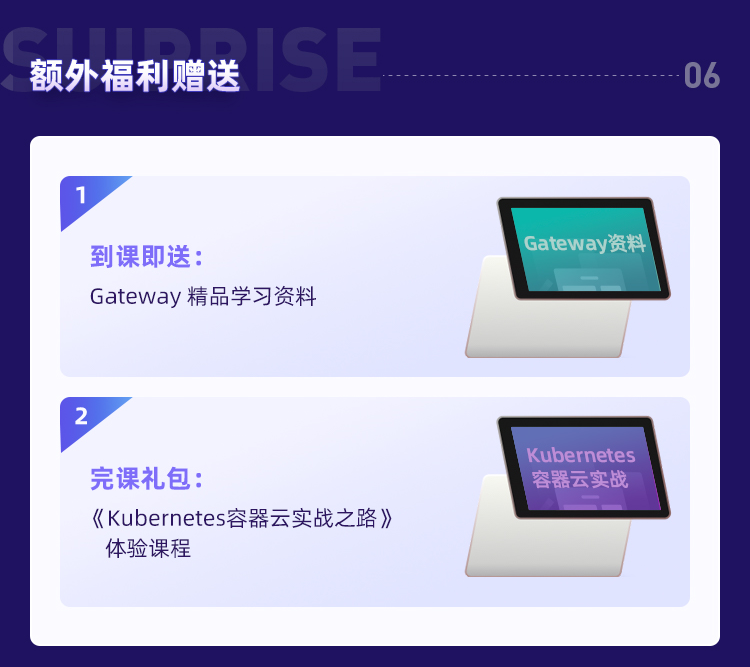 SUIPRISE
额外福利赠送
06
1
到课即送：
Gateway 精品学习资料
Gateway资料
2
完课礼包：
《Kubernetes容器云实战之路》
体验课程
Kubernetes
容器云实战